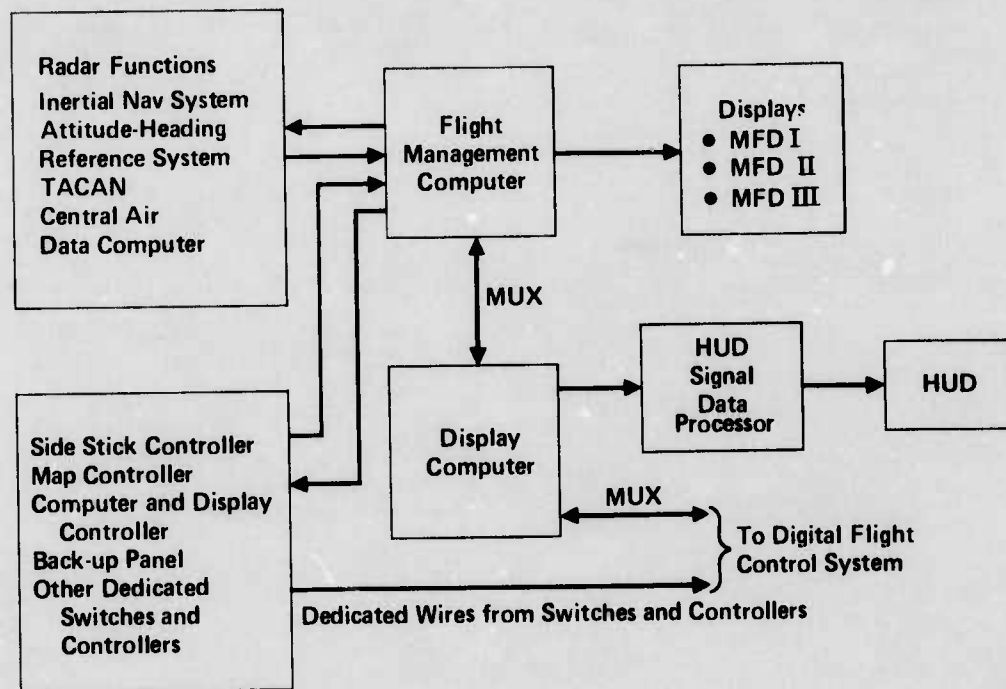 Radar Functions
Inertial Nav System
Attitude-Heading
Reference System
TACAN
Central Air
Data Computer
Flight
Management
Computer
Displays
• MFD I
• MFD II
• MFD III
MUX
Side Stick Controller
Map Controller
Computer and Display
Controller
Back-up Panel
Other Dedicated
Switches and
Controllers
Display
Computer
HUD
Signal
Data
Processor
HUD
MUX
To Digital Flight
Control System
Dedicated Wires from Switches and Controllers